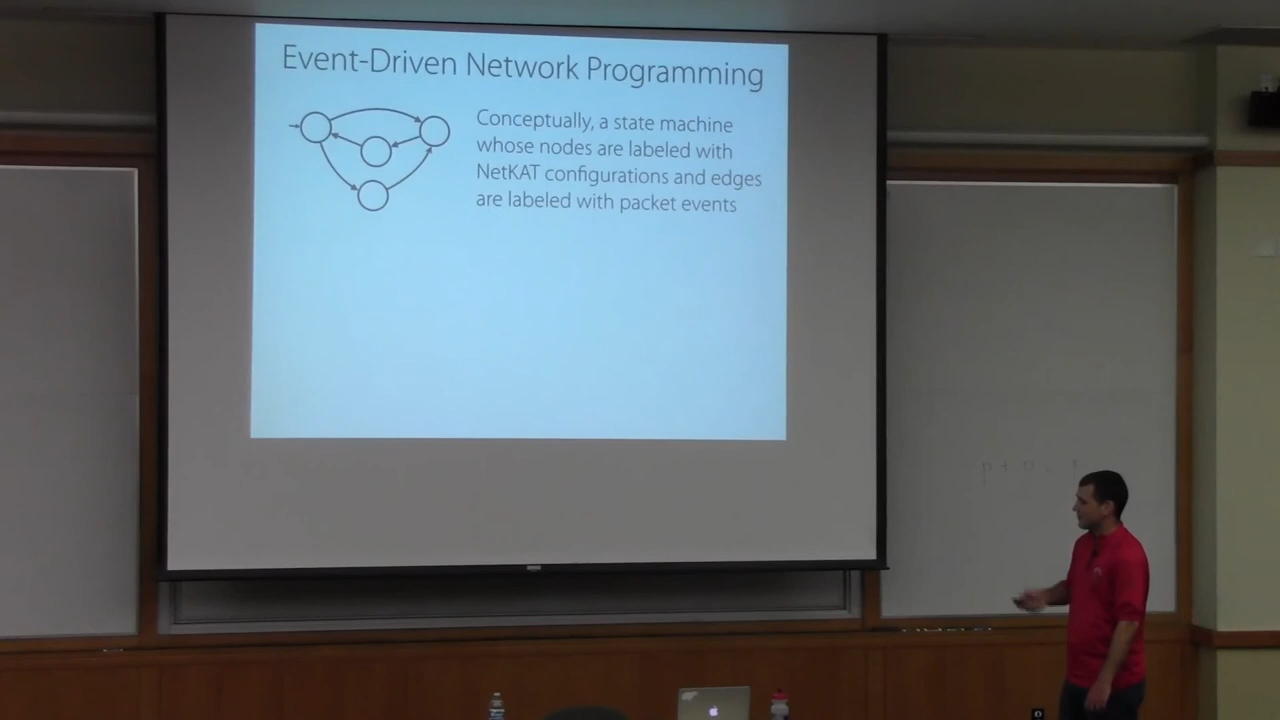 Event-Driven Network Programming
Conceptually, a state machine
whose nodes are labeled with
NetKAT configurations and edges
are labeled with packet events